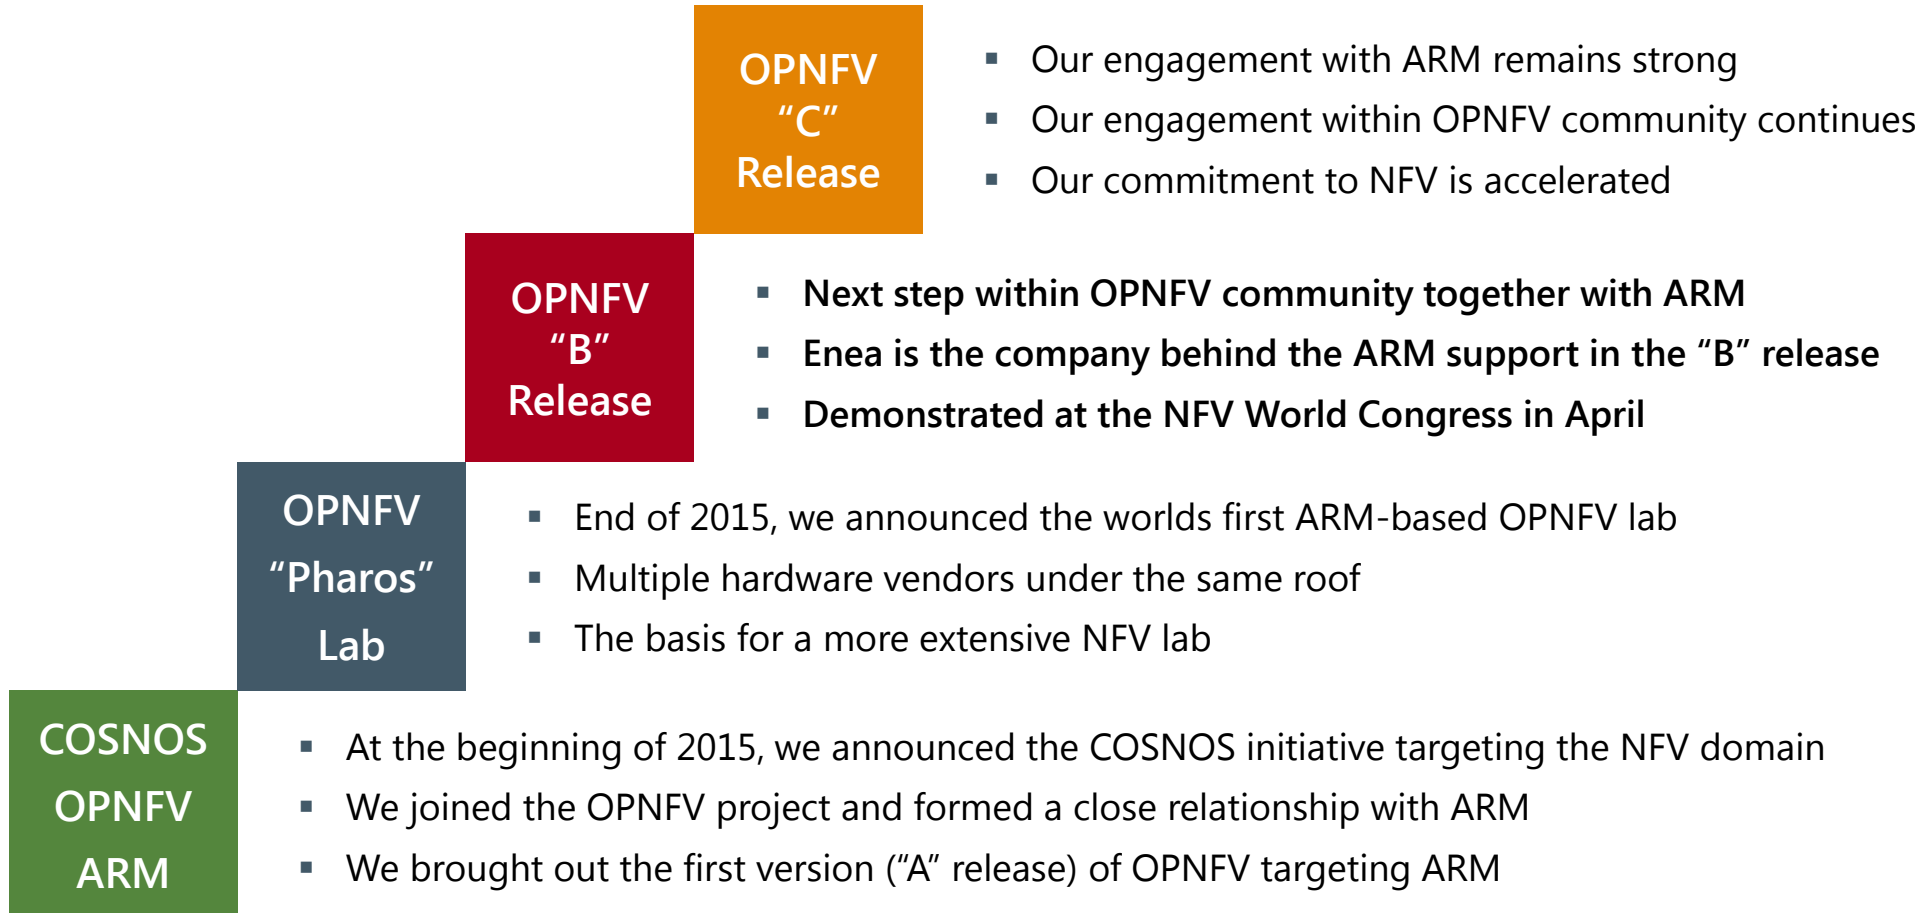 OPNFV
“C”
Release
▪ Our engagement with ARM remains strong
▪ Our engagement within OPNFV community continues
▪ Our commitment to NFV is accelerated
OPNFV
“B”
Release
▪ Next step within OPNFV community together with ARM
▪ Enea is the company behind the ARM support in the “B” release
▪ Demonstrated at the NFV World Congress in April
OPNFV
“Pharos”
Lab
▪ End of 2015, we announced the worlds first ARM-based OPNFV lab
▪ Multiple hardware vendors under the same roof
▪ The basis for a more extensive NFV lab
COSNOS
OPNFV
ARM
▪ At the beginning of 2015, we announced the COSNOS initiative targeting the NFV domain
▪ We joined the OPNFV project and formed a close relationship with ARM
▪ We brought out the first version (“A” release) of OPNFV targeting ARM